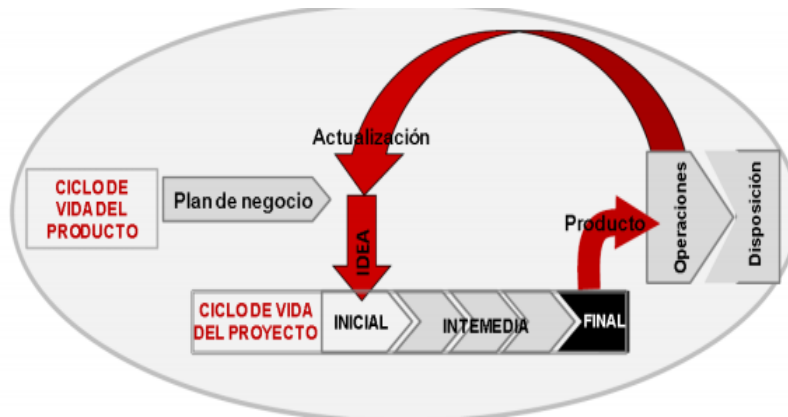 Actualización
CICLO DE
VIDA DEL
PRODUCTO
Plan de negocio
IDEA
Producto
Operaciones
Disposición
CICLO DE VIDA
DEL PROYECTO
INICIAL
INTEMEDIA
FINAL